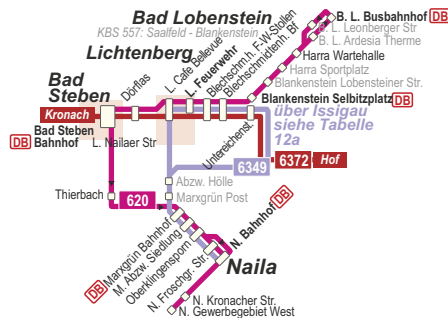 Bad Lobenstein
KBS 557: Saalfeld - Blankenstein
Lichtenberg
Bad
Steben
Dörflas
L. Cafe Bellevue
L. Feuerwehr
Blechschm.h. F-W-Stollen
Blechschmidtenh. Bf
B. L. Busbahnhof DB
B. L. Leonberger Str
B. L. Ardesia Therme
Harra Wartehalle
Harra Sportplatz
Blankenstein Lobensteiner Str.
Blankenstein Selbitzplatz DB
Kronach
Bad Steben
DB Bahnhof
L. Nailaer Str
Untereichenst.
über Issigau
siehe Tabelle
12a
6349
6372 Hof
Abzw. Hölle
Marxgrün Post
Thierbach
620
DB Marxgrün Bahnhof
M. Abzw. Siedlung
Oberklingensporn
N. Froschgr. Str.
N. Bahnhof DB
Naila
N. Kronacher Str.
N. Gewerbegebiet West